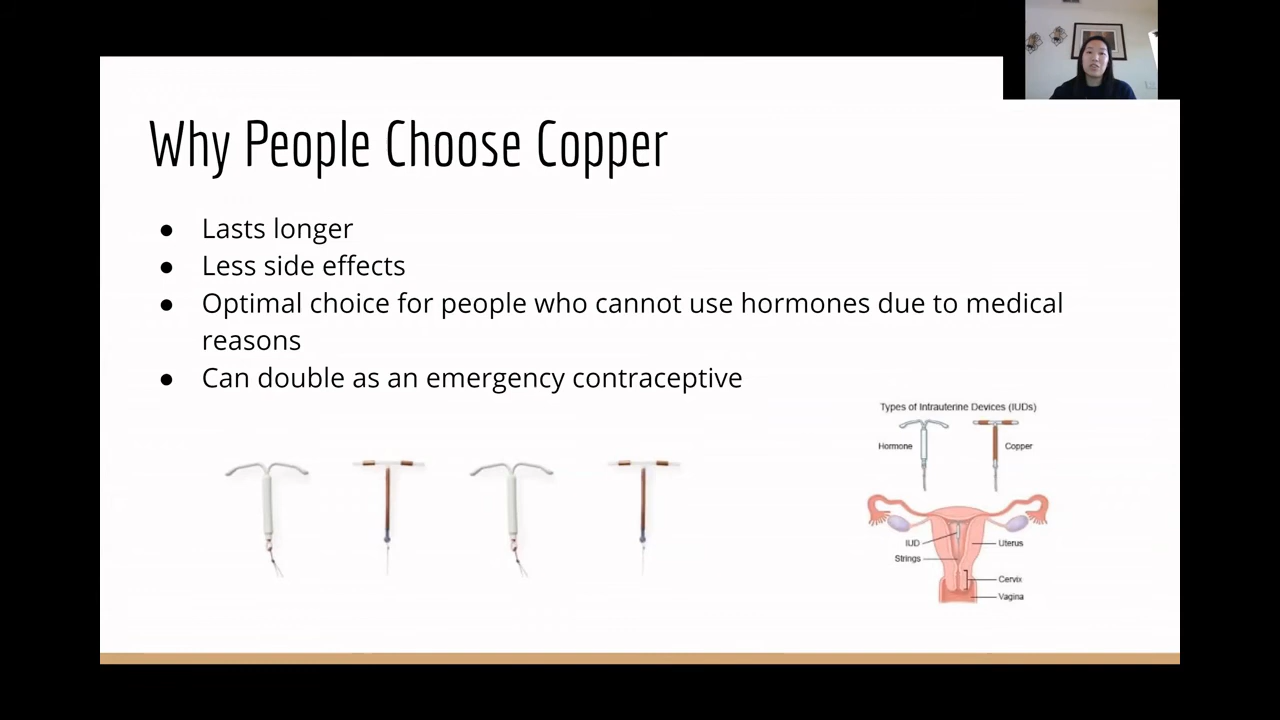 Why People Choose Copper
● Lasts longer
● Less side effects
● Optimal choice for people who cannot use hormones due to medical
reasons
● Can double as an emergency contraceptive
Types of Intrauterine Devices (IUDs)
Hormone
Copper
IUD
Uterus
Strings
Cervix
Vagina